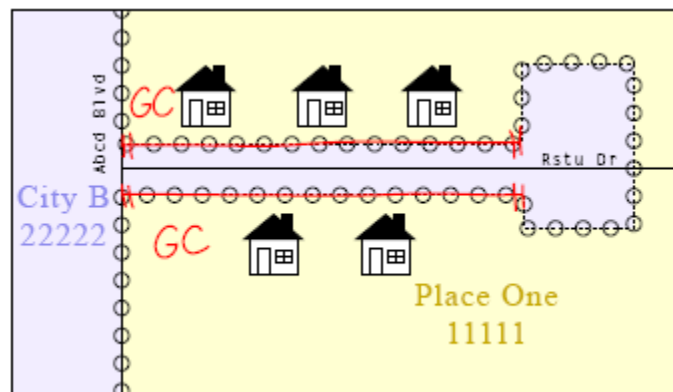 Abcd Blvd
GC
Rstu Dr
City B
22222
GC
Place One
11111